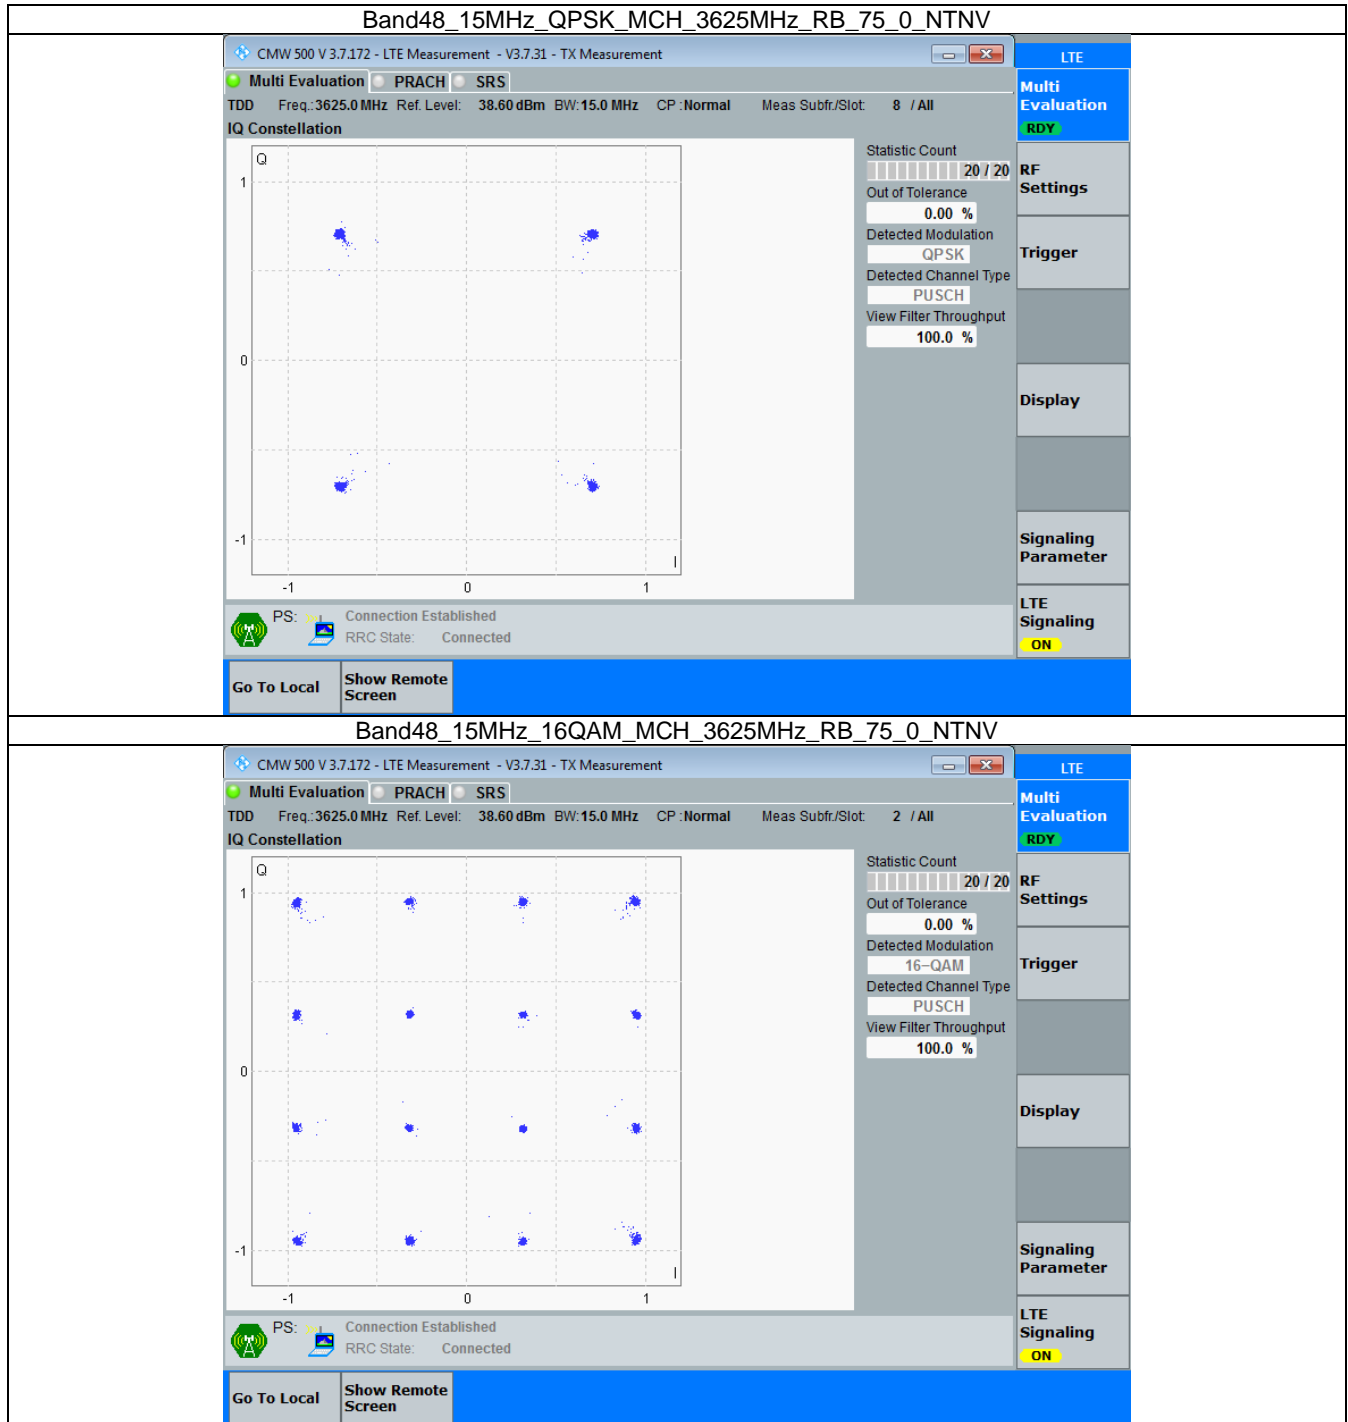 Band48_15MHz_QPSK_MCH_3625MHz_RB_75_0_NTNV
CMW 500 V 3.7.172 - LTE Measurement - V3.7.31 - TX Measurement
LTE
Multi Evaluation PRACH SRS
TDD Freq.: 3625.0 MHz Ref. Level: 38.60 dBm BW: 15.0 MHz CP : Normal Meas Subfr./Slot: 8 / All
IQ Constellation
Q
1
0
-1
I
-1 0 1
Statistic Count
20 / 20
Out of Tolerance
0.00 %
Detected Modulation
QPSK
Detected Channel Type
PUSCH
View Filter Throughput
100.0 %
Multi
Evaluation
RDY
RF
Settings
Trigger
Display
Signaling
Parameter
LTE
Signaling
ON
PS: Connection Established
RRC State: Connected
Go To Local
Show Remote
Screen
Band48_15MHz_16QAM_MCH_3625MHz_RB_75_0_NTNV
CMW 500 V 3.7.172 - LTE Measurement - V3.7.31 - TX Measurement
LTE
Multi Evaluation PRACH SRS
TDD Freq.: 3625.0 MHz Ref. Level: 38.60 dBm BW: 15.0 MHz CP : Normal Meas Subfr./Slot: 2 / All
IQ Constellation
Q
1
0
-1
I
-1 0 1
Statistic Count
20 / 20
Out of Tolerance
0.00 %
Detected Modulation
16-QAM
Detected Channel Type
PUSCH
View Filter Throughput
100.0 %
Multi
Evaluation
RDY
RF
Settings
Trigger
Display
Signaling
Parameter
LTE
Signaling
ON
PS: Connection Established
RRC State: Connected
Go To Local
Show Remote
Screen